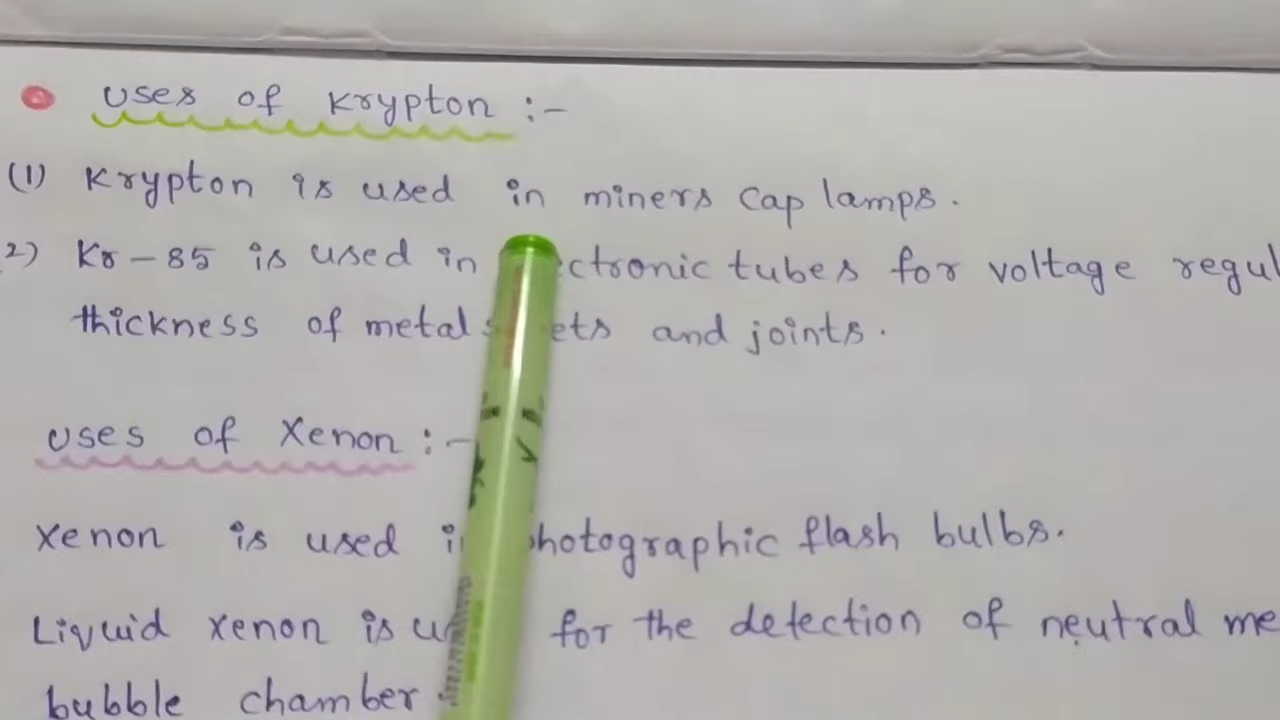 Uses of Krypton :-
(1) Krypton is used in miners cap lamps.
2) Kr-85 is used in ctronic tubes for voltage regul
thickness of metal s ets and joints.
Uses of Xenon :-
Xenon is used i hotographic flash bulbs.
Liquid xenon is u for the detection of neutral me
bubble chamber